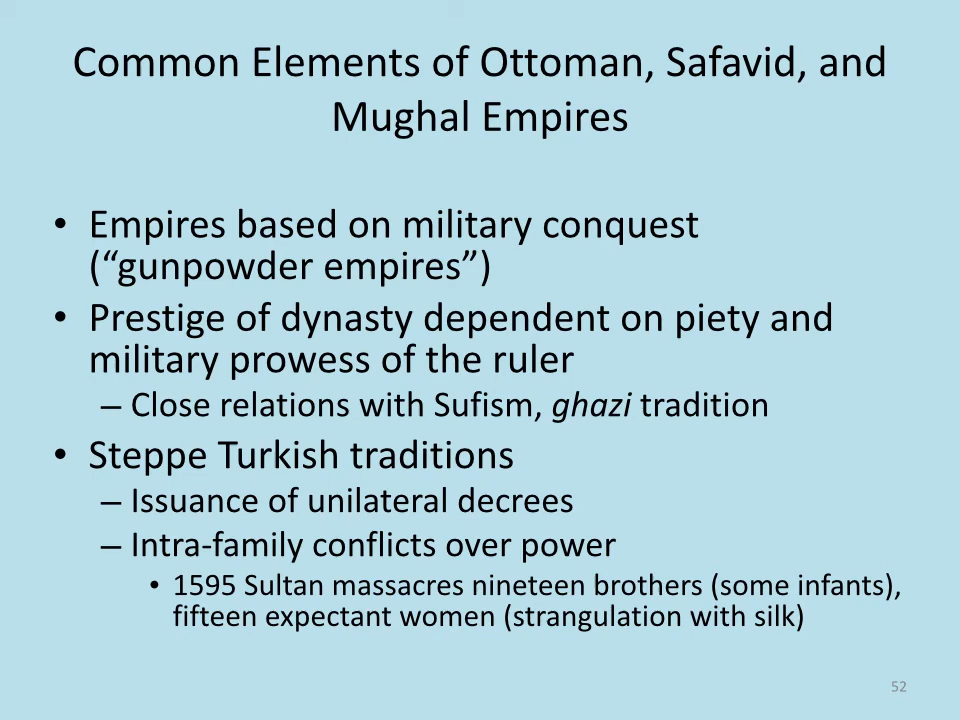 Common Elements of Ottoman, Safavid, and
Mughal Empires
• Empires based on military conquest
(“gunpowder empires”)
• Prestige of dynasty dependent on piety and
military prowess of the ruler
– Close relations with Sufism, ghazi tradition
• Steppe Turkish traditions
– Issuance of unilateral decrees
– Intra-family conflicts over power
• 1595 Sultan massacres nineteen brothers (some infants),
fifteen expectant women (strangulation with silk)
52